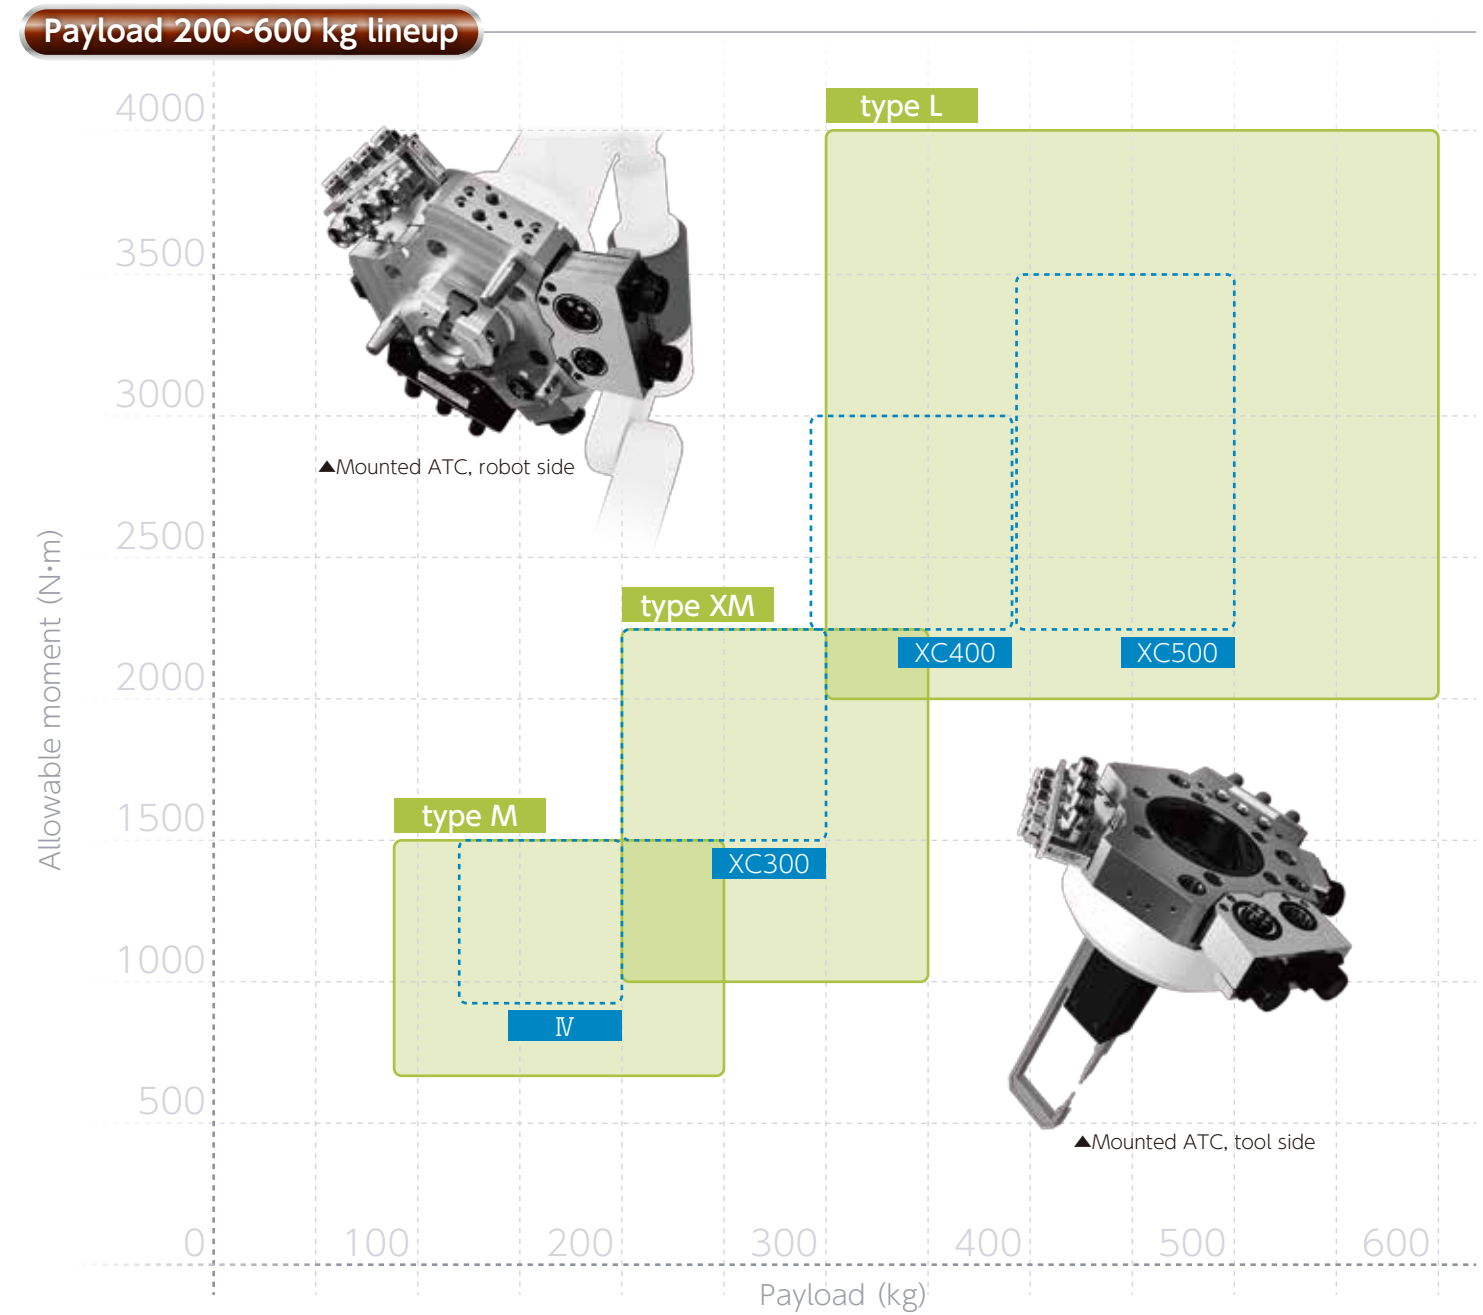 Payload 200~600 kg lineup
4000
type L
3500
3000
▲Mounted ATC, robot side
2500
Allowable moment (N·m)
type XM
XC400
XC500
2000
type M
1500
XC300
1000
Ⅳ
500
▲Mounted ATC, tool side
0
100
200
300
400
500
600
Payload (kg)